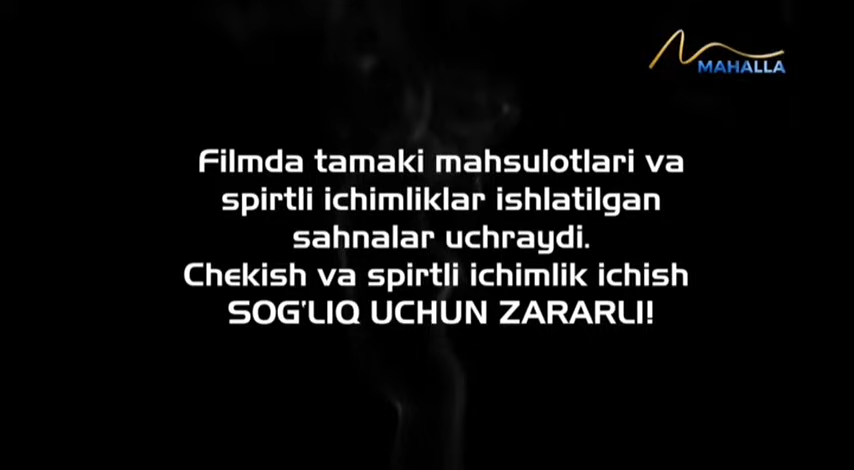 MAHALLA
Filmda tamaki mahsulotlari va
spirtli ichimliklar ishlatilgan
sahnalar uchraydi.
Chekish va spirtli ichimlik ichish
SOG'LIQ UCHUN ZARARLI!